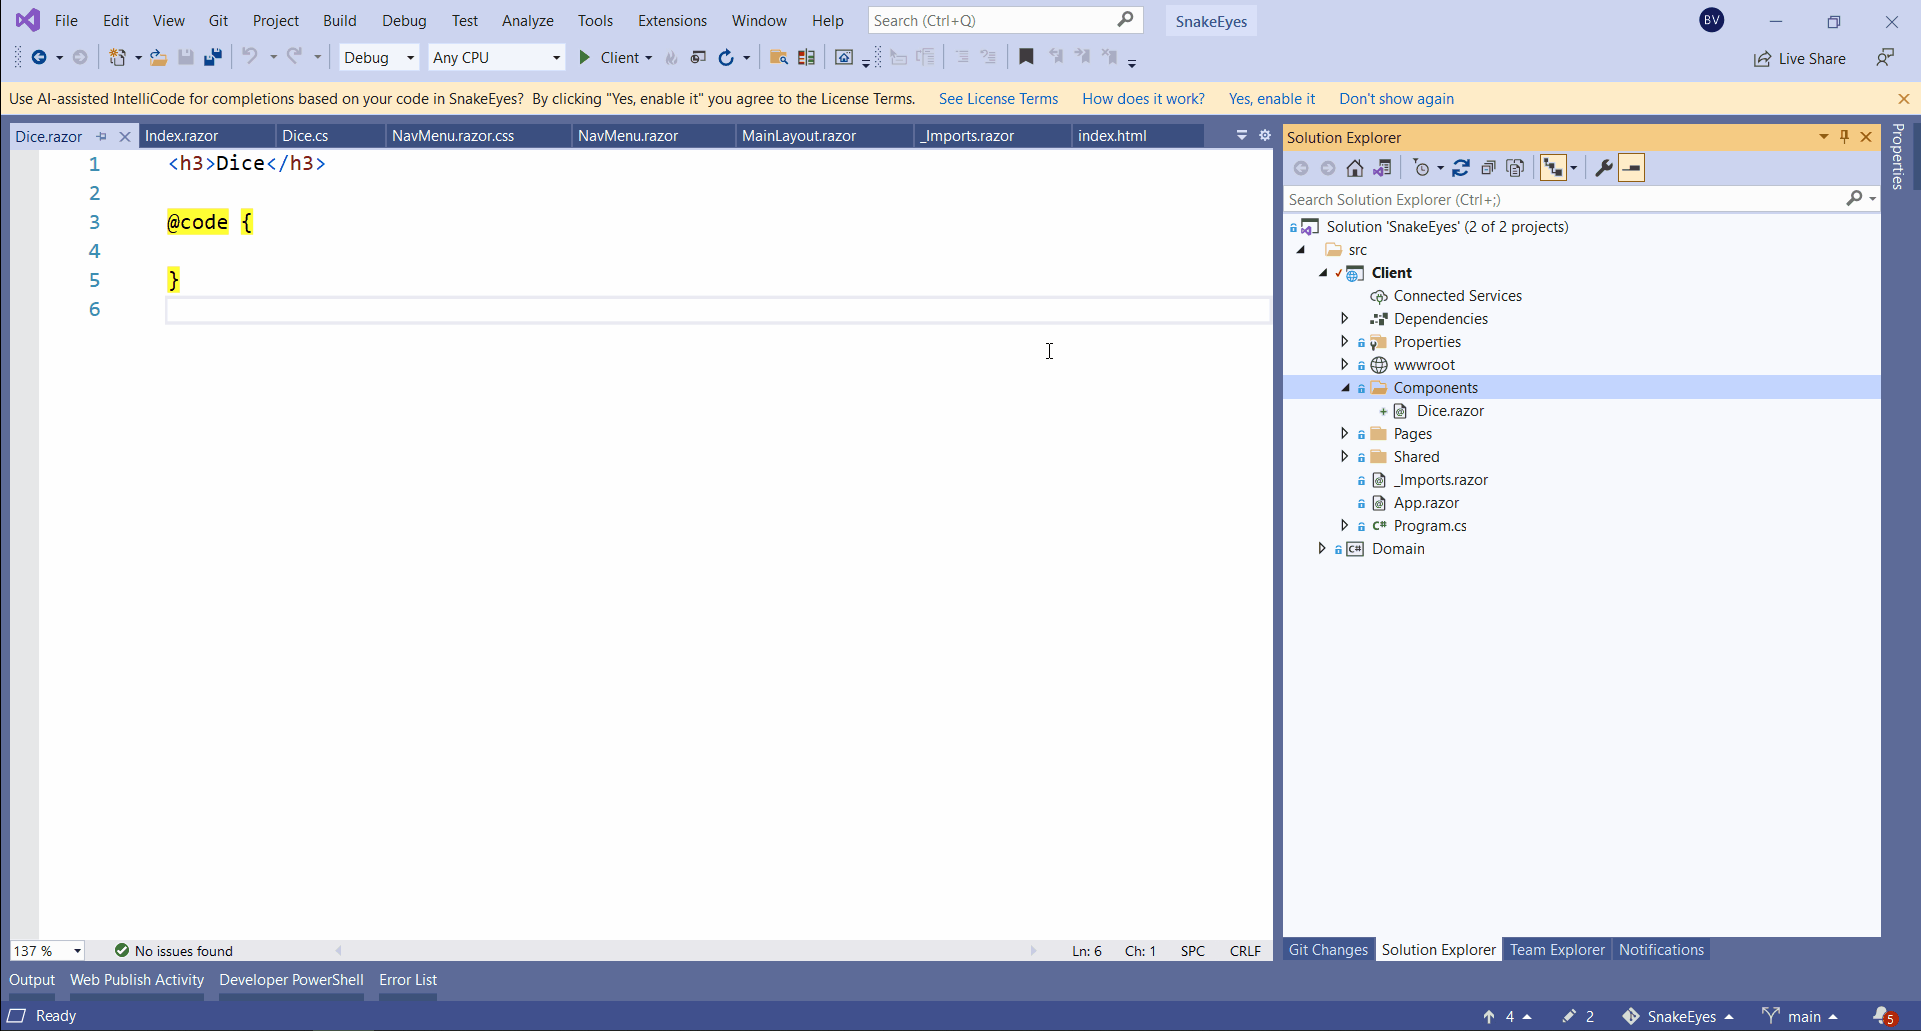 File Edit View Git Project Build Debug Test Analyze Tools Extensions Window Help Search (Ctrl+Q) SnakeEyes BV
Debug Any CPU Client Live Share
Use AI-assisted IntelliCode for completions based on your code in SnakeEyes? By clicking "Yes, enable it" you agree to the License Terms. See License Terms How does it work? Yes, enable it Don't show again
Dice.razor Index.razor Dice.cs NavMenu.razor.css NavMenu.razor MainLayout.razor _Imports.razor index.html
1 <h3>Dice</h3>
2
3 @code {
4
5 }
6
137 % No issues found Ln: 6 Ch: 1 SPC CRLF
Solution Explorer
Search Solution Explorer (Ctrl+;)
Solution 'SnakeEyes' (2 of 2 projects)
src
Client
Connected Services
Dependencies
Properties
wwwroot
Components
Dice.razor
Pages
Shared
_Imports.razor
App.razor
C# Program.cs
C# Domain
Git Changes Solution Explorer Team Explorer Notifications
Properties
Output Web Publish Activity Developer PowerShell Error List
Ready 4 2 SnakeEyes main 5